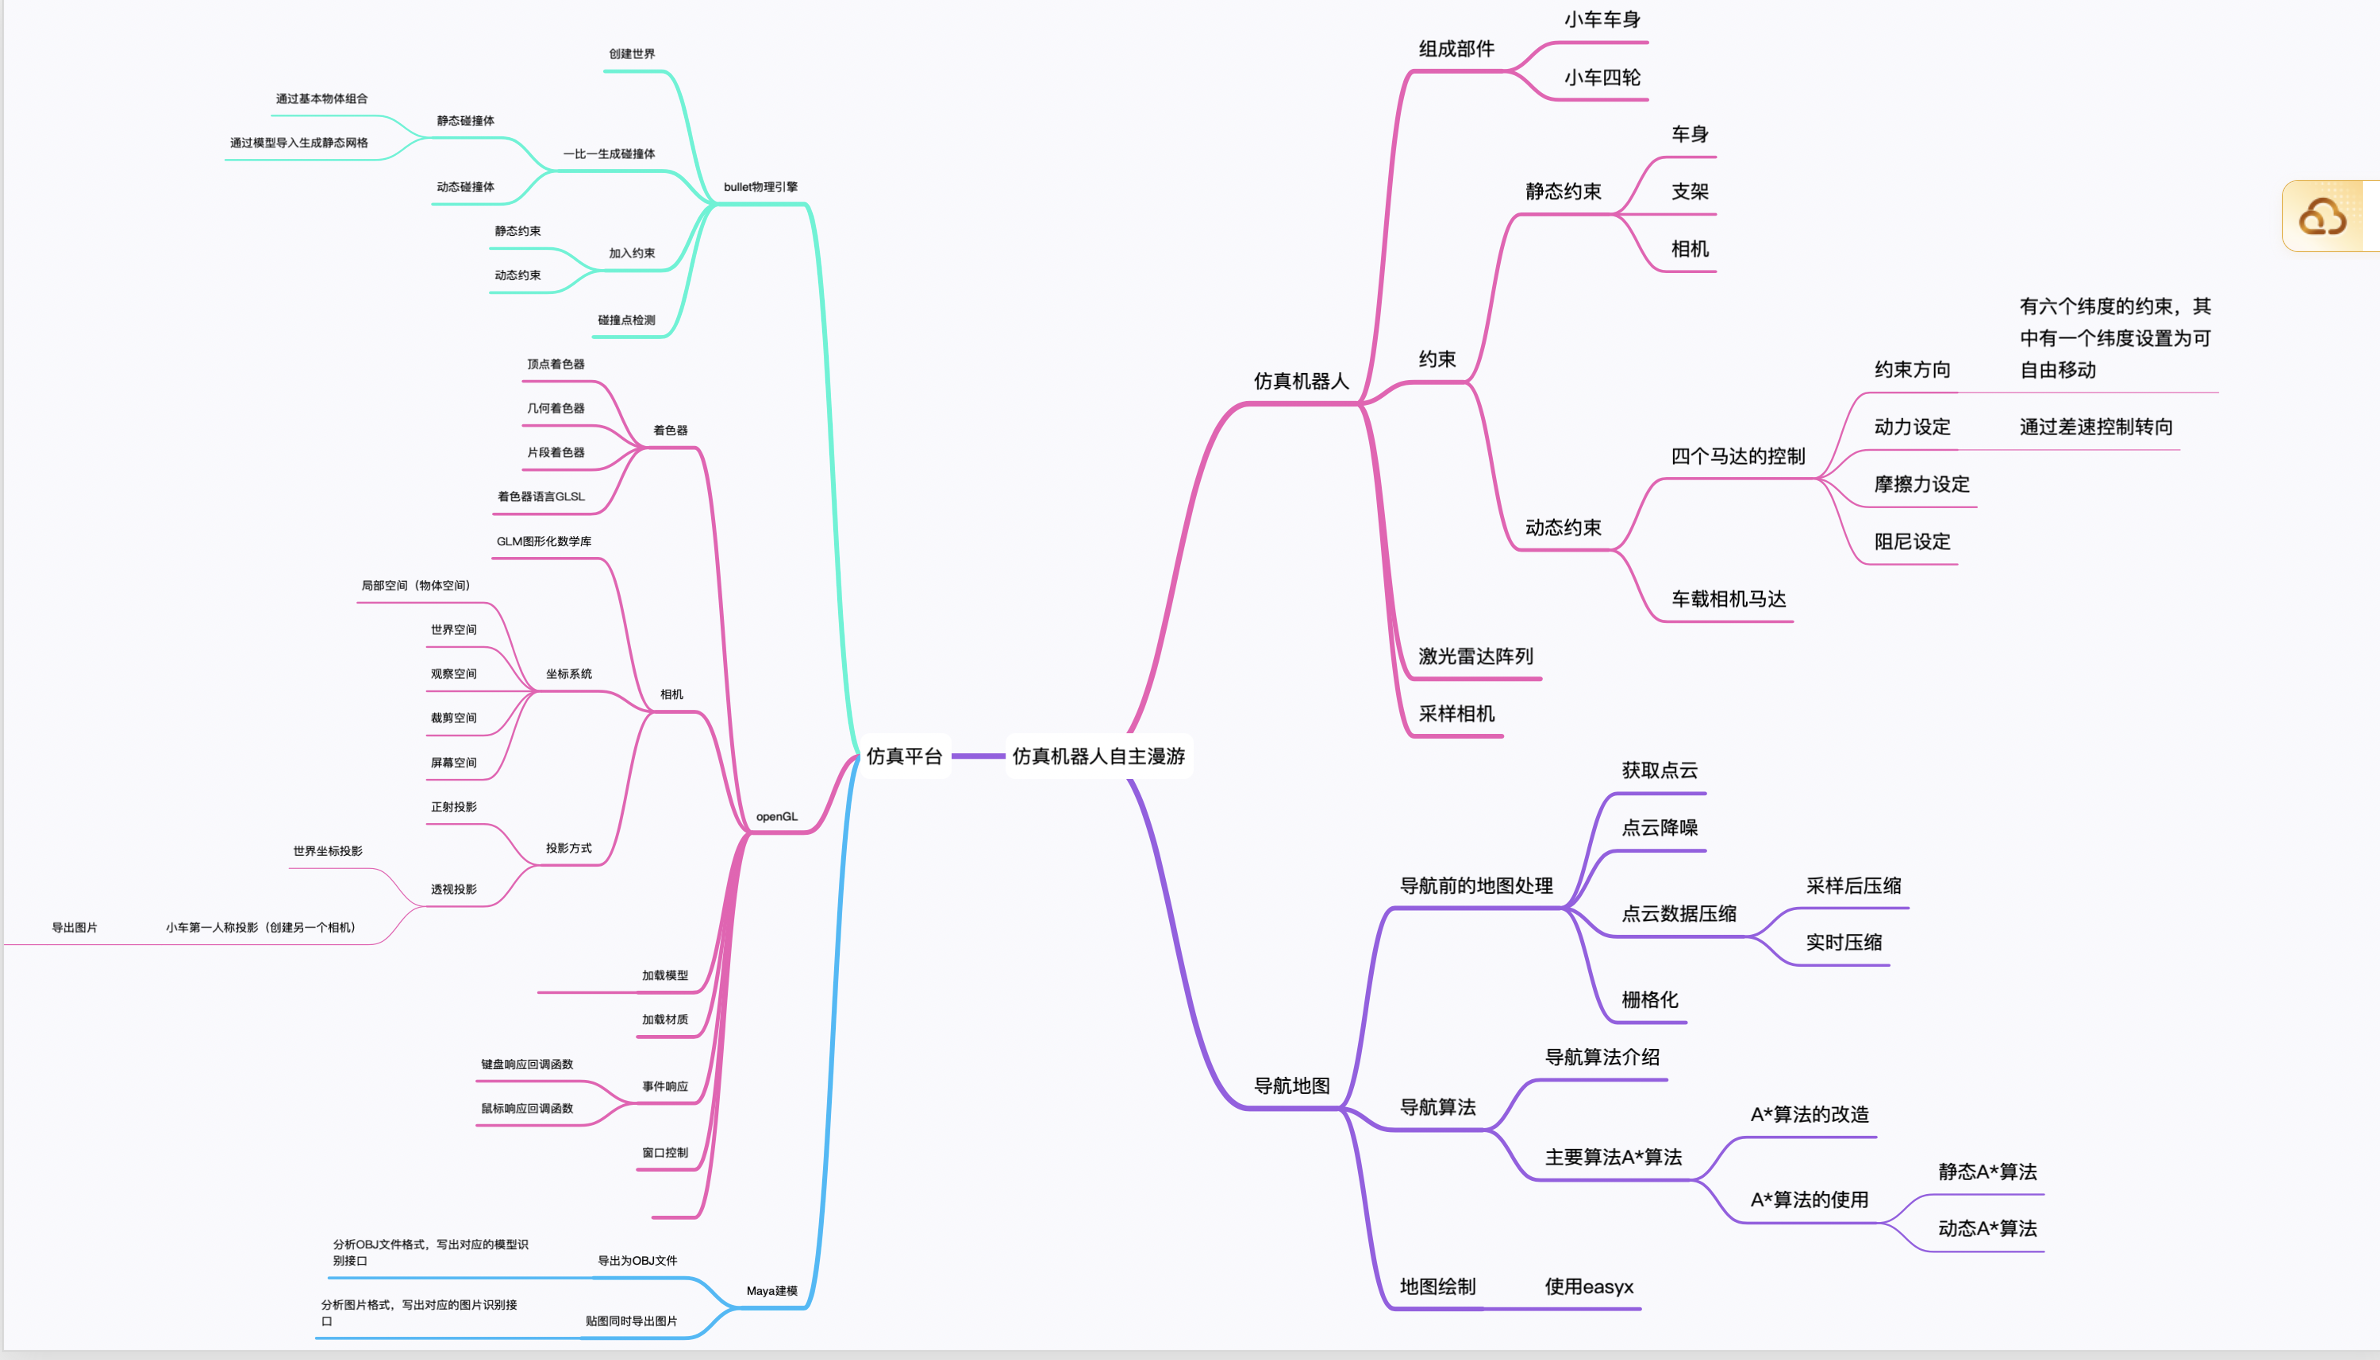 创建世界
通过基本物体组合
静态碰撞体
通过模型导入生成静态网格
一比一生成碰撞体
动态碰撞体
bullet物理引擎
静态约束
加入约束
动态约束
碰撞点检测
顶点着色器
几何着色器
着色器
片段着色器
着色器语言GLSL
GLM图形化数学库
局部空间（物体空间）
世界空间
观察空间
坐标系统
相机
裁剪空间
屏幕空间
正射投影
投影方式
世界坐标投影
透视投影
导出图片
小车第一人称投影（创建另一个相机）
openGL
加载模型
加载材质
键盘响应回调函数
事件响应
鼠标响应回调函数
窗口控制
分析OBJ文件格式，写出对应的模型识
别接口
导出为OBJ文件
Maya建模
分析图片格式，写出对应的图片识别接
口
贴图同时导出图片
仿真平台
仿真机器人自主漫游
小车车身
组成部件
小车四轮
车身
静态约束
支架
相机
约束
仿真机器人
有六个纬度的约束，其
中有一个纬度设置为可
自由移动
约束方向
动力设定
通过差速控制转向
四个马达的控制
摩擦力设定
动态约束
阻尼设定
车载相机马达
激光雷达阵列
采样相机
获取点云
点云降噪
导航前的地图处理
采样后压缩
点云数据压缩
实时压缩
栅格化
导航算法介绍
导航地图
导航算法
A*算法的改造
主要算法A*算法
静态A*算法
A*算法的使用
动态A*算法
地图绘制
使用easyx